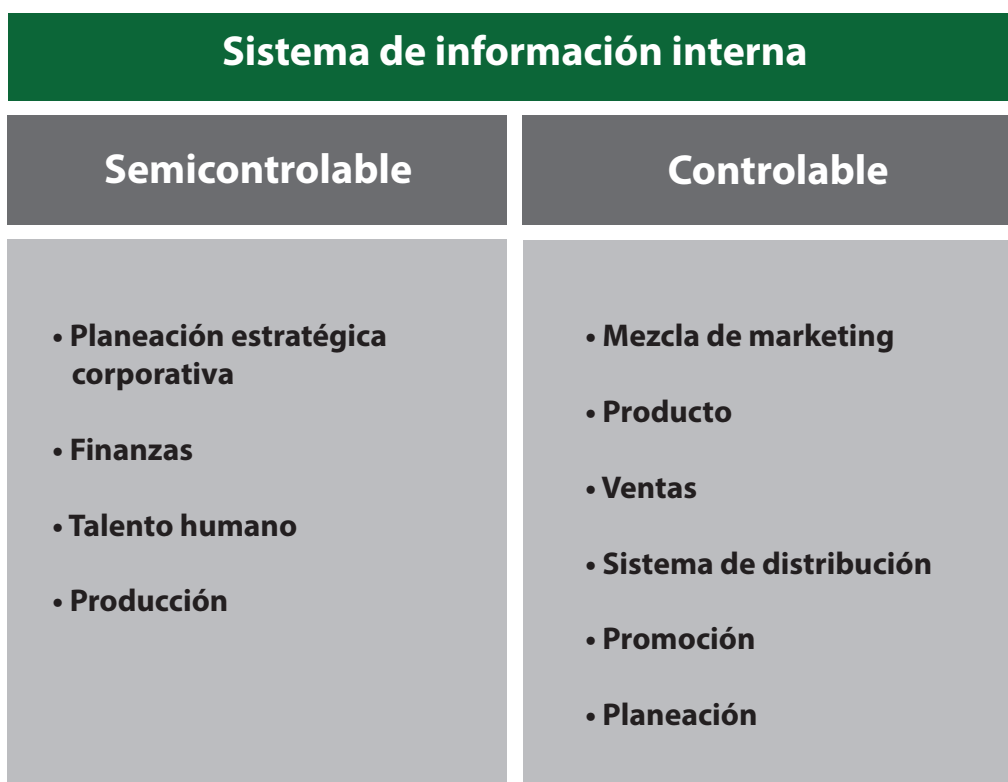 Sistema de información interna
Semicontrolable
• Planeación estratégica
corporativa
• Finanzas
• Talento humano
• Producción
Controlable
• Mezcla de marketing
• Producto
• Ventas
• Sistema de distribución
• Promoción
• Planeación